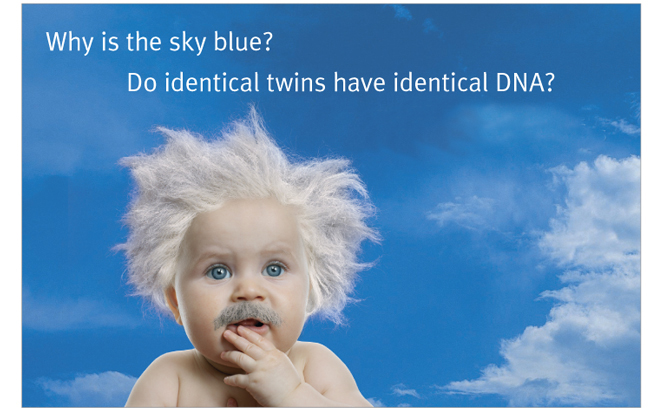 Why is the sky blue?
Do identical twins have identical DNA?